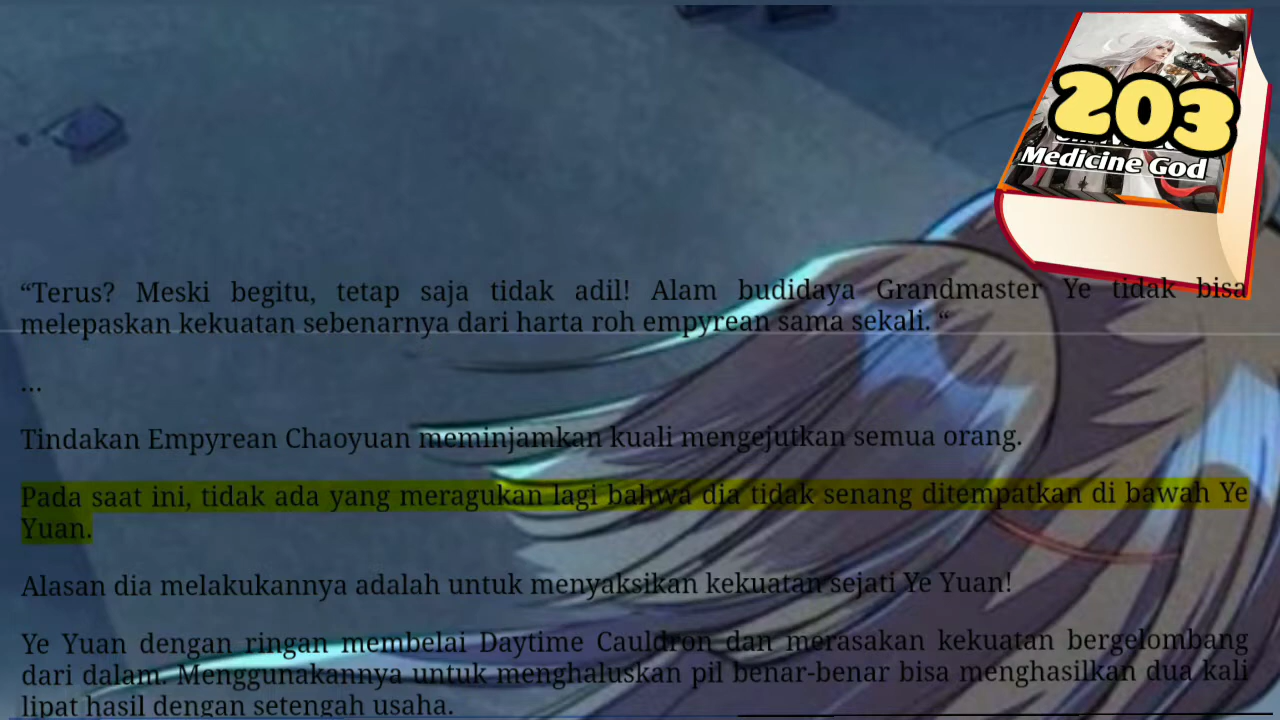 203
Medicine God
“Terus? Meski begitu, tetap saja tidak adil! Alam budidaya Grandmaster Ye tidak bisa
melepaskan kekuatan sebenarnya dari harta roh empyrean sama sekali. “
...
Tindakan Empyrean Chaoyuan meminjamkan kuali mengejutkan semua orang.
Pada saat ini, tidak ada yang meragukan lagi bahwa dia tidak senang ditempatkan di bawah Ye
Yuan.
Alasan dia melakukannya adalah untuk menyaksikan kekuatan sejati Ye Yuan!
Ye Yuan dengan ringan membelai Daytime Cauldron dan merasakan kekuatan bergelombang
dari dalam. Menggunakannya untuk menghaluskan pil benar-benar bisa menghasilkan dua kali
lipat hasil dengan setengah usaha.